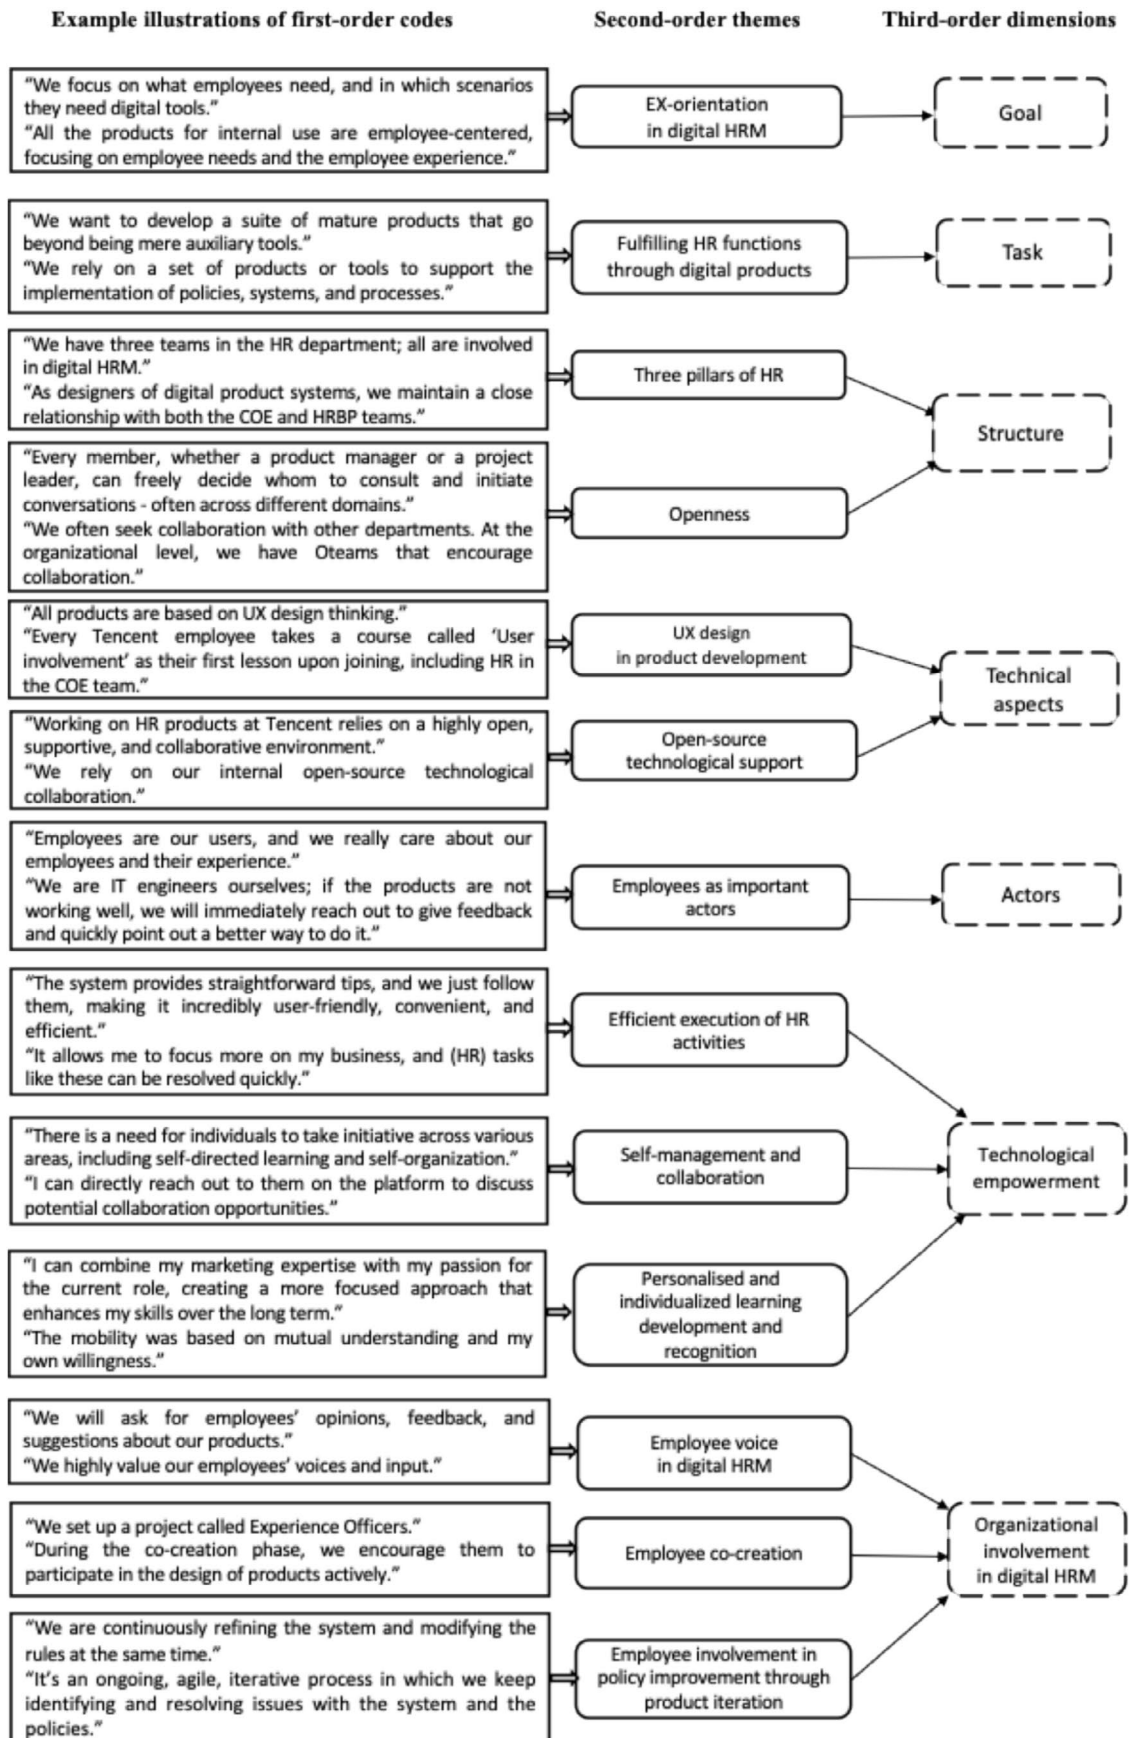 Example illustrations of first-order codes
Second-order themes
Third-order dimensions
“We focus on what employees need, and in which scenarios
they need digital tools.”
“All the products for internal use are employee-centered,
focusing on employee needs and the employee experience.”
EX-orientation
in digital HRM
Goal
“We want to develop a suite of mature products that go
beyond being mere auxiliary tools.”
“We rely on a set of products or tools to support the
implementation of policies, systems, and processes.”
Fulfilling HR functions
through digital products
Task
“We have three teams in the HR department; all are involved
in digital HRM.”
“As designers of digital product systems, we maintain a close
relationship with both the COE and HRBP teams.”
Three pillars of HR
Structure
“Every member, whether a product manager or a project
leader, can freely decide whom to consult and initiate
conversations - often across different domains.”
“We often seek collaboration with other departments. At the
organizational level, we have Oteams that encourage
collaboration.”
Openness
“All products are based on UX design thinking.”
“Every Tencent employee takes a course called ‘User
involvement’ as their first lesson upon joining, including HR in
the COE team.”
UX design
in product development
Technical
aspects
“Working on HR products at Tencent relies on a highly open,
supportive, and collaborative environment.”
“We rely on our internal open-source technological
collaboration.”
Open-source
technological support
“Employees are our users, and we really care about our
employees and their experience.”
“We are IT engineers ourselves; if the products are not
working well, we will immediately reach out to give feedback
and quickly point out a better way to do it.”
Employees as important
actors
Actors
“The system provides straightforward tips, and we just follow
them, making it incredibly user-friendly, convenient, and
efficient.”
“It allows me to focus more on my business, and (HR) tasks
like these can be resolved quickly.”
Efficient execution of HR
activities
“There is a need for individuals to take initiative across various
areas, including self-directed learning and self-organization.”
“I can directly reach out to them on the platform to discuss
potential collaboration opportunities.”
Self-management and
collaboration
Technological
empowerment
“I can combine my marketing expertise with my passion for
the current role, creating a more focused approach that
enhances my skills over the long term.”
“The mobility was based on mutual understanding and my
own willingness.”
Personalised and
individualized learning
development and
recognition
“We will ask for employees’ opinions, feedback, and
suggestions about our products.”
“We highly value our employees’ voices and input.”
Employee voice
in digital HRM
“We set up a project called Experience Officers.”
“During the co-creation phase, we encourage them to
participate in the design of products actively.”
Employee co-creation
Organizational
involvement
in digital HRM
“We are continuously refining the system and modifying the
rules at the same time.”
“It’s an ongoing, agile, iterative process in which we keep
identifying and resolving issues with the system and the
policies.”
Employee involvement in
policy improvement through
product iteration